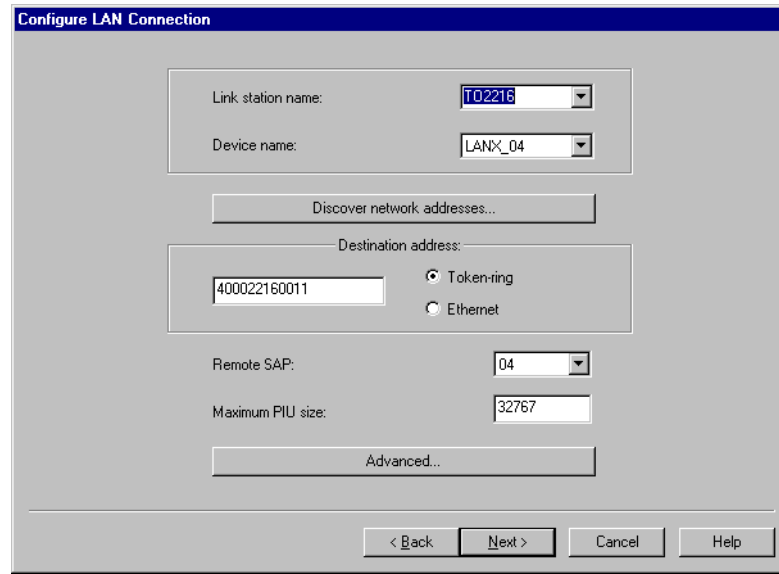 Configure LAN Connection
Link station name: TO2216
Device name: LANX_04
Discover network addresses...
Destination address:
400022160011
Token-ring
Ethernet
Remote SAP: 04
Maximum PIU size: 32767
Advanced...
< Back Next > Cancel Help